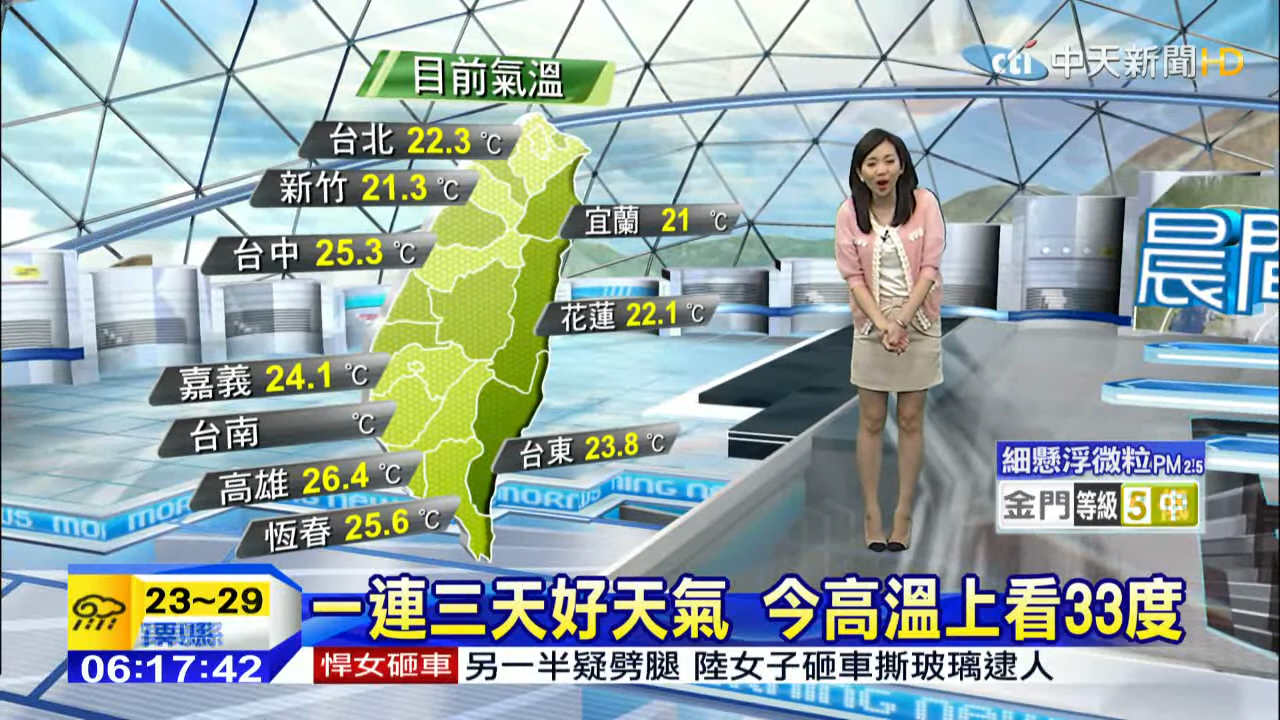 cti 中天新聞HD
目前氣溫
台北 22.3 ℃
新竹 21.3 ℃
宜蘭 21 ℃
台中 25.3 ℃
花蓮 22.1 ℃
嘉義 24.1 ℃
台南 ℃
台東 23.8 ℃
高雄 26.4 ℃
恆春 25.6 ℃
晨間
細懸浮微粒PM2.5
金門 等級 5 中
MORNING NEWS
23~29
一連三天好天氣 今高溫上看33度
06:17:42
悍女砸車 另一半疑劈腿 陸女子砸車撕玻璃逮人